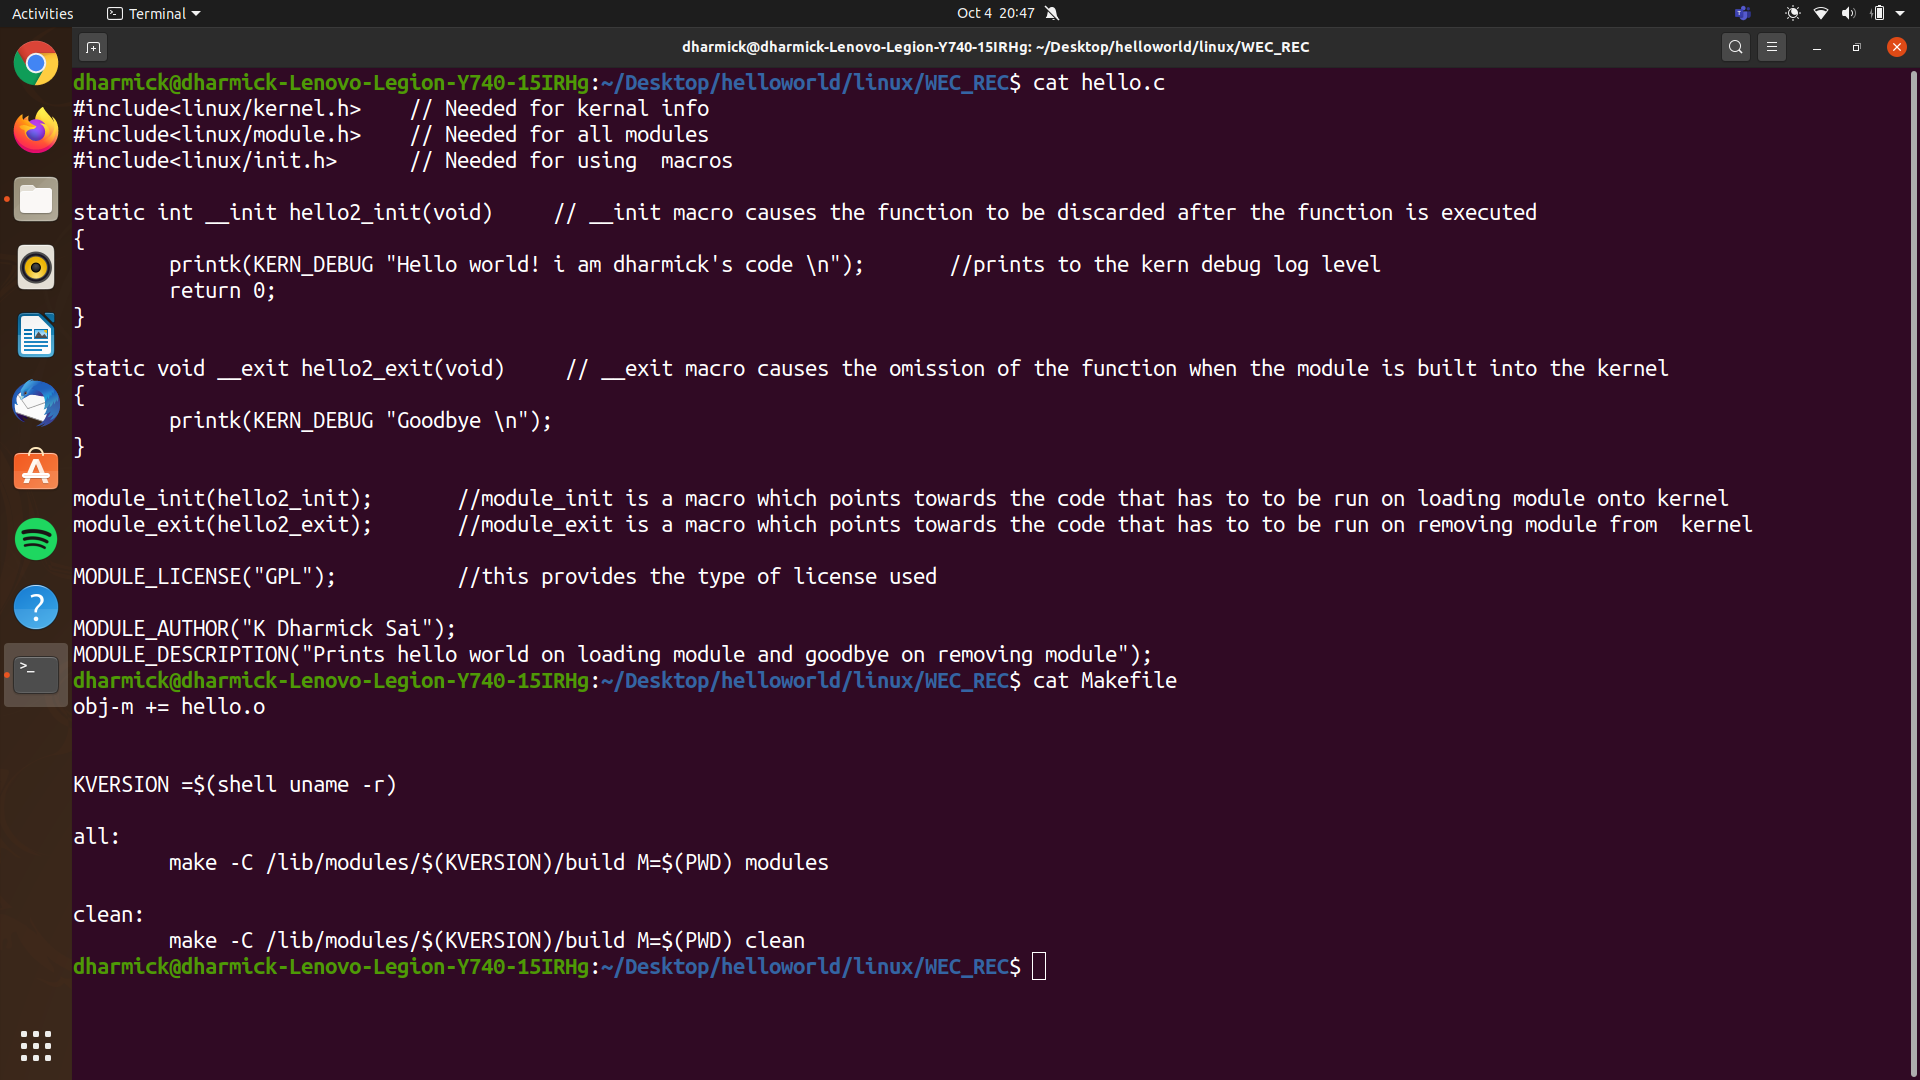 Activities
Terminal
Oct 4 20:47
dharmick@dharmick-Lenovo-Legion-Y740-15IRHg: ~/Desktop/helloworld/linux/WEC_REC
dharmick@dharmick-Lenovo-Legion-Y740-15IRHg:~/Desktop/helloworld/linux/WEC_REC$ cat hello.c
#include<linux/kernel.h>    // Needed for kernal info
#include<linux/module.h>    // Needed for all modules
#include<linux/init.h>      // Needed for using  macros
static int __init hello2_init(void)     // __init macro causes the function to be discarded after the function is executed
{
        printk(KERN_DEBUG "Hello world! i am dharmick's code \n");       //prints to the kern debug log level
        return 0;
}
static void __exit hello2_exit(void)     // __exit macro causes the omission of the function when the module is built into the kernel
{
        printk(KERN_DEBUG "Goodbye \n");
}
module_init(hello2_init);       //module_init is a macro which points towards the code that has to to be run on loading module onto kernel
module_exit(hello2_exit);       //module_exit is a macro which points towards the code that has to to be run on removing module from  kernel
MODULE_LICENSE("GPL");          //this provides the type of license used
MODULE_AUTHOR("K Dharmick Sai");
MODULE_DESCRIPTION("Prints hello world on loading module and goodbye on removing module");
dharmick@dharmick-Lenovo-Legion-Y740-15IRHg:~/Desktop/helloworld/linux/WEC_REC$ cat Makefile
obj-m += hello.o
KVERSION =$(shell uname -r)
all:
        make -C /lib/modules/$(KVERSION)/build M=$(PWD) modules
clean:
        make -C /lib/modules/$(KVERSION)/build M=$(PWD) clean
dharmick@dharmick-Lenovo-Legion-Y740-15IRHg:~/Desktop/helloworld/linux/WEC_REC$